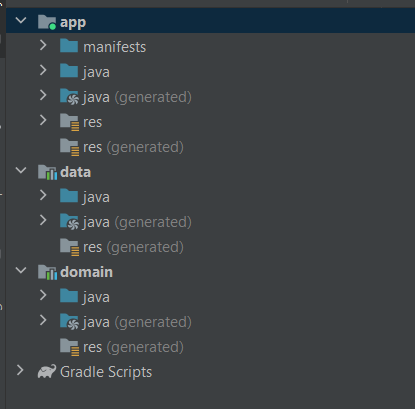 app
manifests
java
java (generated)
res
res (generated)
data
java
java (generated)
res (generated)
domain
java
java (generated)
res (generated)
Gradle Scripts